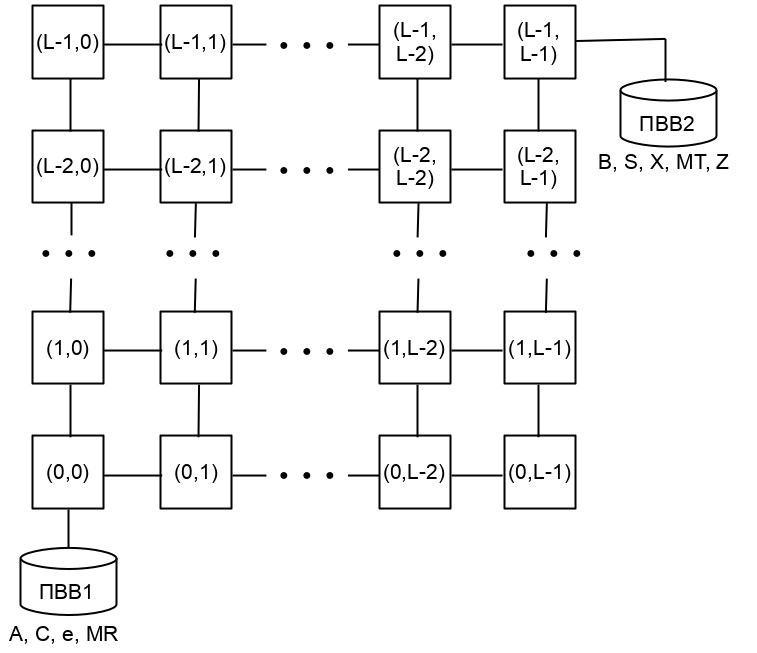 (L-1,0) (L-1,1) • • • (L-1,
L-2) (L-1,
L-1)
ПВВ2
B, S, X, MT, Z
(L-2,0) (L-2,1) • • • (L-2,
L-2) (L-2,
L-1)
• • • • • • • • • • • •
(1,0) (1,1) • • • (1,L-2) (1,L-1)
(0,0) (0,1) • • • (0,L-2) (0,L-1)
ПВВ1
A, C, e, MR